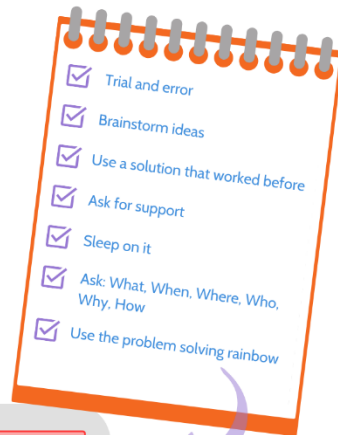 Trial and error
Brainstorm ideas
Use a solution that worked before
Ask for support
Sleep on it
Ask: What, When, Where, Who,
Why, How
Use the problem solving rainbow